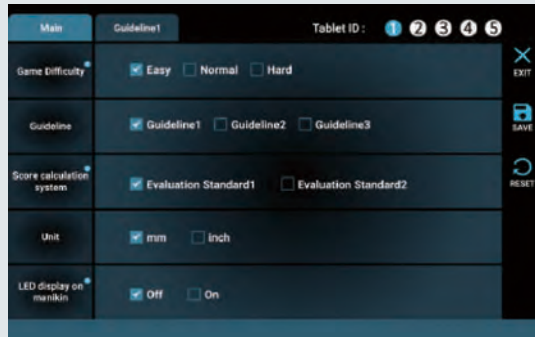 Main Guideline1 Tablet ID : 1 2 3 4 5
EXIT
Game Difficulty Easy Normal Hard
SAVE
Guideline Guideline1 Guideline2 Guideline3
RESET
Score calculation
system
Evaluation Standard1 Evaluation Standard2
Unit mm inch
LED display on
manikin
Off On